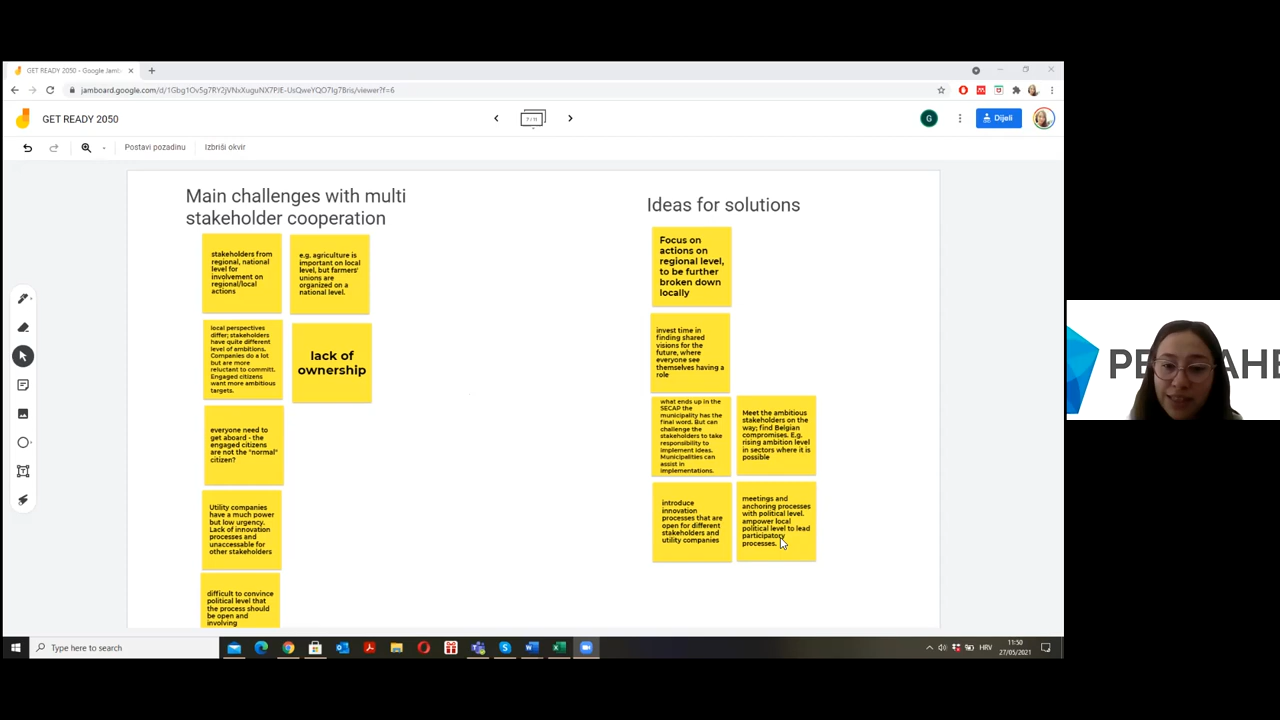 GET READY 2050 - Google Jamb
jamboard.google.com/d/1Gbg1Ov5g7RY2jVNxXuguNX7PJE-UsQweYQO7Ig7Bris/viewer?f=6
GET READY 2050
7 / 11
G
Dijeli
Postavi pozadinu
Izbriši okvir
Main challenges with multi
stakeholder cooperation
stakeholders from
regional, national
level for
involvement on
regional/local
actions
e.g. agriculture is
important on local
level, but farmers'
unions are
organized on a
national level.
local perspectives
differ; stakeholders
have quite different
level of ambitions.
Companies do a lot
but are more
reluctant to committ.
Engaged citizens
want more ambitious
targets.
lack of
ownership
everyone need to
get aboard - the
engaged citizens
are not the "normal"
citizen?
Utility companies
have a much power
but low urgency.
Lack of innovation
processes and
unaccessable for
other stakeholders
difficult to convince
political level that
the process should
be open and
involving
Ideas for solutions
Focus on
actions on
regional level,
to be further
broken down
locally
invest time in
finding shared
visions for the
future, where
everyone see
themselves having a
role
what ends up in the
SECAP the
municipality has the
final word. But can
challenge the
stakeholders to take
responsibility to
implement ideas.
Municipalities can
assist in
implementations.
Meet the ambitious
stakeholders on the
way; find Belgian
compromises. E.g.
rising ambition level
in sectors where it is
possible
introduce
innovation
processes that are
open for different
stakeholders and
utility companies
meetings and
anchoring processes
with political level.
ampower local
political level to lead
participatory
processes.
Type here to search
HRV
11:50
27/05/2021